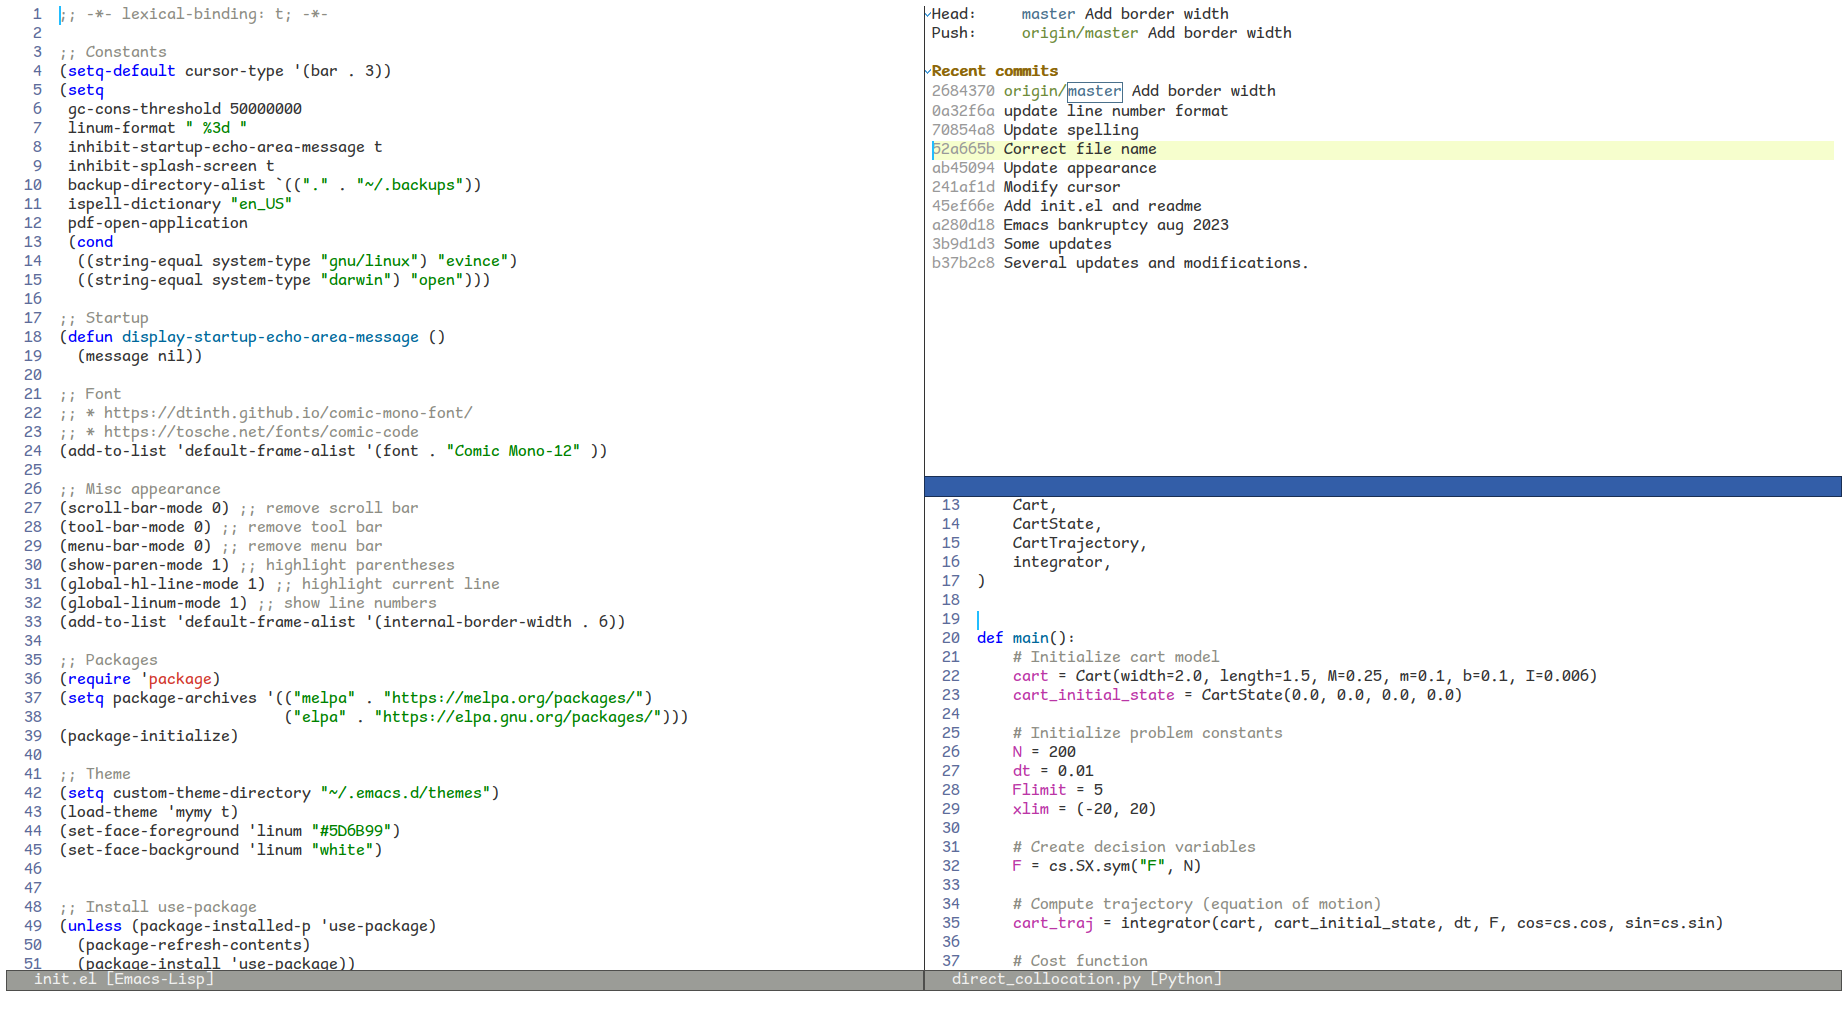 1 ;; -*- lexical-binding: t; -*-
2
3 ;; Constants
4 (setq-default cursor-type '(bar . 3))
5 (setq
6  gc-cons-threshold 50000000
7  linum-format " %3d "
8  inhibit-startup-echo-area-message t
9  inhibit-splash-screen t
10  backup-directory-alist `(("." . "~/.backups"))
11  ispell-dictionary "en_US"
12  pdf-open-application
13  (cond
14   ((string-equal system-type "gnu/linux") "evince")
15   ((string-equal system-type "darwin") "open")))
16
17 ;; Startup
18 (defun display-startup-echo-area-message ()
19   (message nil))
20
21 ;; Font
22 ;; * https://dtinth.github.io/comic-mono-font/
23 ;; * https://tosche.net/fonts/comic-code
24 (add-to-list 'default-frame-alist '(font . "Comic Mono-12" ))
25
26 ;; Misc appearance
27 (scroll-bar-mode 0) ;; remove scroll bar
28 (tool-bar-mode 0) ;; remove tool bar
29 (menu-bar-mode 0) ;; remove menu bar
30 (show-paren-mode 1) ;; highlight parentheses
31 (global-hl-line-mode 1) ;; highlight current line
32 (global-linum-mode 1) ;; show line numbers
33 (add-to-list 'default-frame-alist '(internal-border-width . 6))
34
35 ;; Packages
36 (require 'package)
37 (setq package-archives '(("melpa" . "https://melpa.org/packages/")
38                          ("elpa" . "https://elpa.gnu.org/packages/")))
39 (package-initialize)
40
41 ;; Theme
42 (setq custom-theme-directory "~/.emacs.d/themes")
43 (load-theme 'mymy t)
44 (set-face-foreground 'linum "#5D6B99")
45 (set-face-background 'linum "white")
46
47
48 ;; Install use-package
49 (unless (package-installed-p 'use-package)
50   (package-refresh-contents)
51   (package-install 'use-package))
init.el [Emacs-Lisp]
Head:     master Add border width
Push:     origin/master Add border width
Recent commits
2684370 origin/master Add border width
0a32f6a update line number format
70854a8 Update spelling
52a665b Correct file name
ab45094 Update appearance
241af1d Modify cursor
45ef66e Add init.el and readme
a280d18 Emacs bankruptcy aug 2023
3b9d1d3 Some updates
b37b2c8 Several updates and modifications.
13     Cart,
14     CartState,
15     CartTrajectory,
16     integrator,
17 )
18
19
20 def main():
21     # Initialize cart model
22     cart = Cart(width=2.0, length=1.5, M=0.25, m=0.1, b=0.1, I=0.006)
23     cart_initial_state = CartState(0.0, 0.0, 0.0, 0.0)
24
25     # Initialize problem constants
26     N = 200
27     dt = 0.01
28     Flimit = 5
29     xlim = (-20, 20)
30
31     # Create decision variables
32     F = cs.SX.sym("F", N)
33
34     # Compute trajectory (equation of motion)
35     cart_traj = integrator(cart, cart_initial_state, dt, F, cos=cs.cos, sin=cs.sin)
36
37     # Cost function
direct_collocation.py [Python]